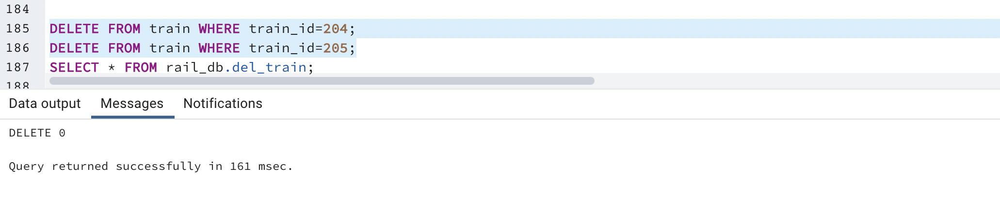 184
185 DELETE FROM train WHERE train_id=204;
186 DELETE FROM train WHERE train_id=205;
187 SELECT * FROM rail_db.del_train;
188
Data output Messages Notifications
DELETE 0
Query returned successfully in 161 msec.